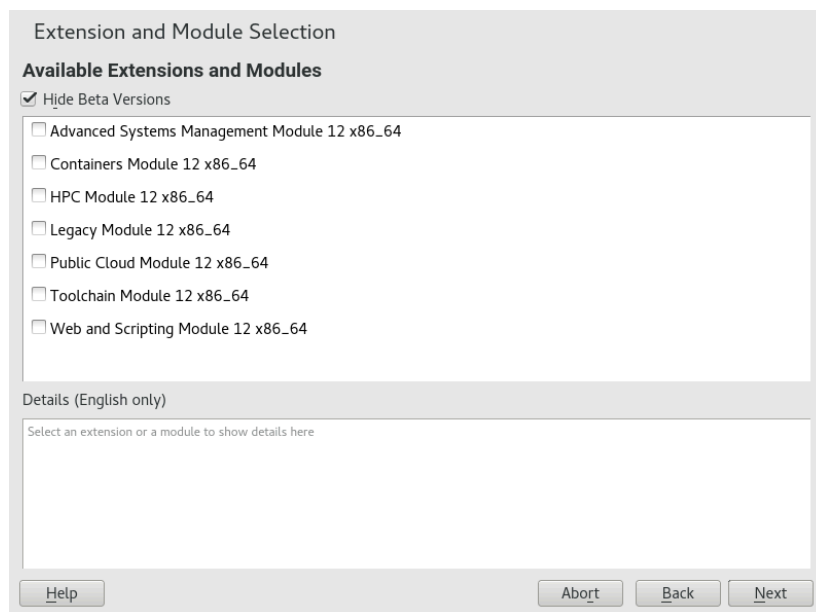 Extension and Module Selection
Available Extensions and Modules
Hide Beta Versions
Advanced Systems Management Module 12 x86_64
Containers Module 12 x86_64
HPC Module 12 x86_64
Legacy Module 12 x86_64
Public Cloud Module 12 x86_64
Toolchain Module 12 x86_64
Web and Scripting Module 12 x86_64
Details (English only)
Select an extension or a module to show details here
Help Abort Back Next